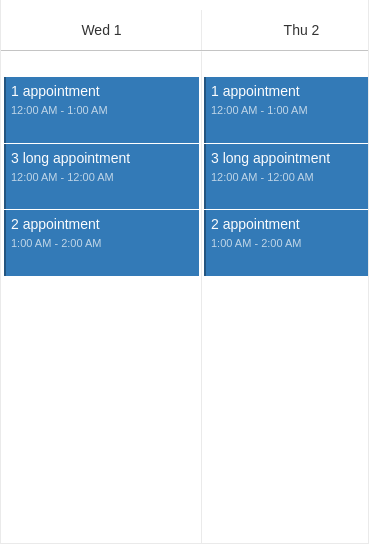 Wed 1
Thu 2
1 appointment
12:00 AM - 1:00 AM
3 long appointment
12:00 AM - 12:00 AM
2 appointment
1:00 AM - 2:00 AM
1 appointment
12:00 AM - 1:00 AM
3 long appointment
12:00 AM - 12:00 AM
2 appointment
1:00 AM - 2:00 AM